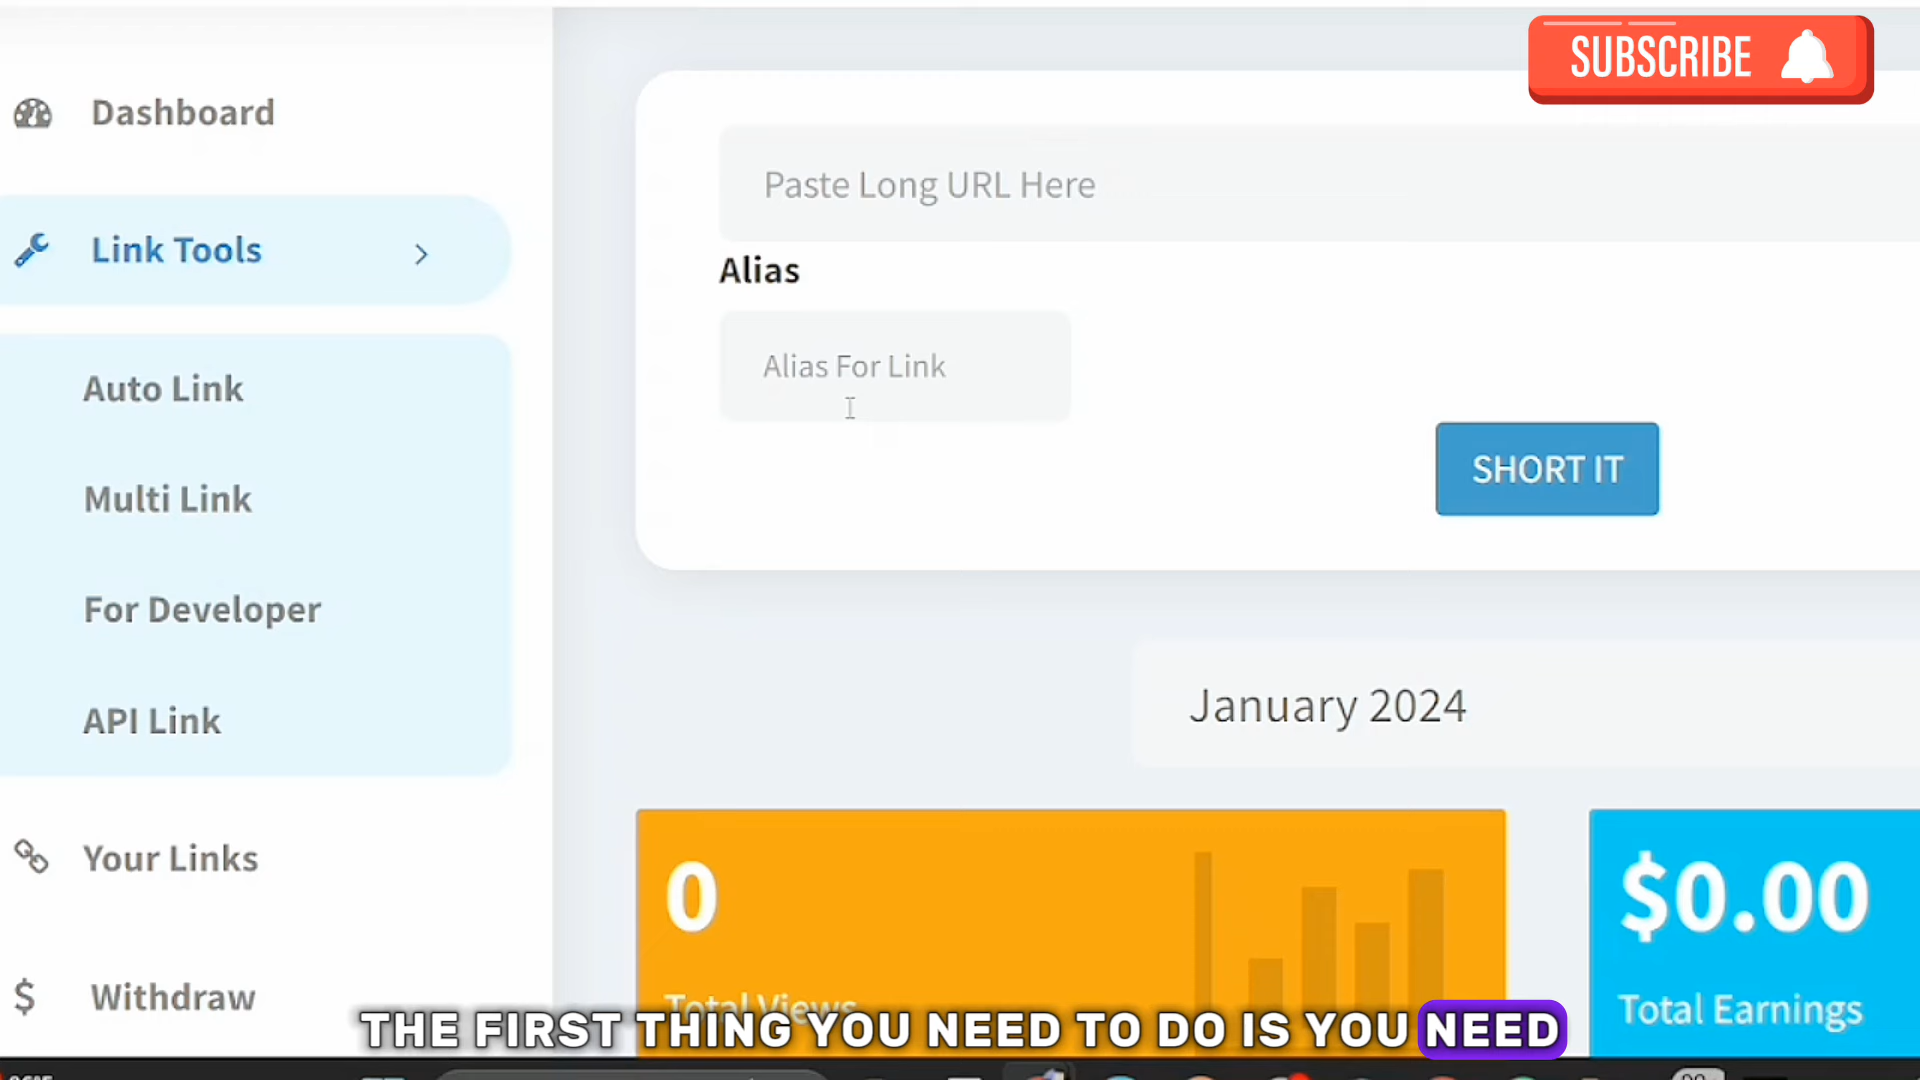 SUBSCRIBE
Dashboard
Paste Long URL Here
Link Tools
Alias
Alias For Link
Auto Link
SHORT IT
Multi Link
For Developer
January 2024
API Link
Your Links
0
$0.00
Withdraw
Total Views
Total Earnings
THE FIRST THING YOU NEED TO DO IS YOU NEED